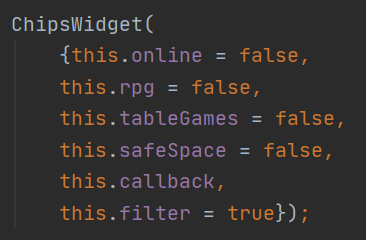 ChipsWidget(
{this.online = false,
this.rpg = false,
this.tableGames = false,
this.safeSpace = false,
this.callback,
this.filter = true});